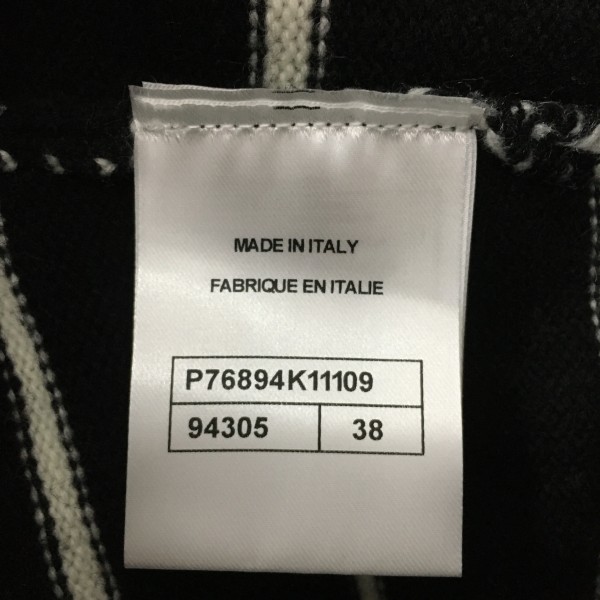 MADE IN ITALY
FABRIQUE EN ITALIE
P76894K11109
94305 38